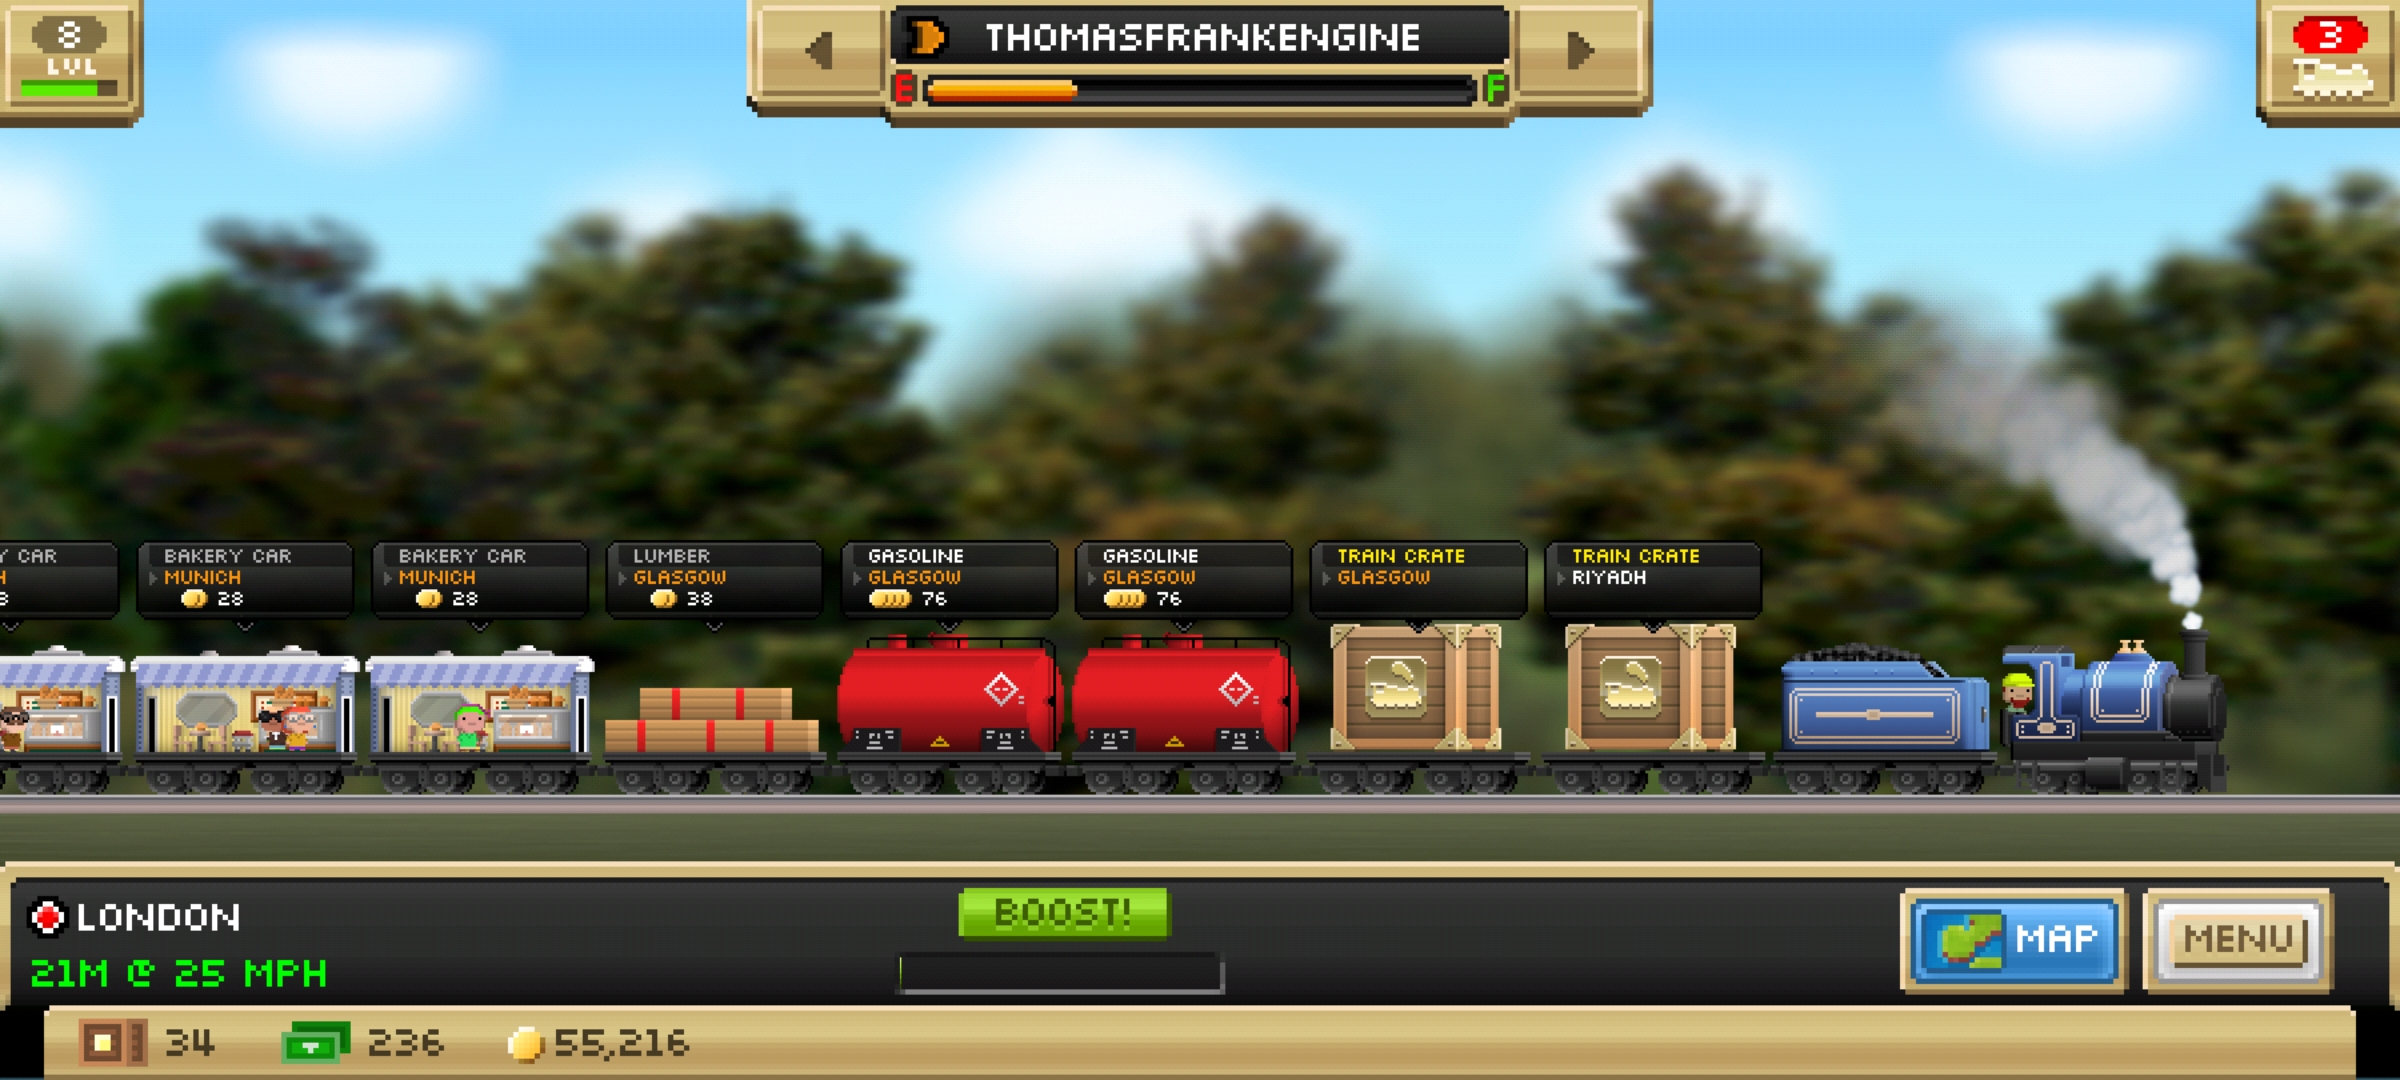 8
LVL
THOMASFRANKENGINE
E F
3
Y CAR
BAKERY CAR
MUNICH
28
BAKERY CAR
MUNICH
28
LUMBER
GLASGOW
38
GASOLINE
GLASGOW
76
GASOLINE
GLASGOW
76
TRAIN CRATE
GLASGOW
TRAIN CRATE
RIYADH
LONDON
21M @ 25 MPH
BOOST!
MAP
MENU
34
236
55,216